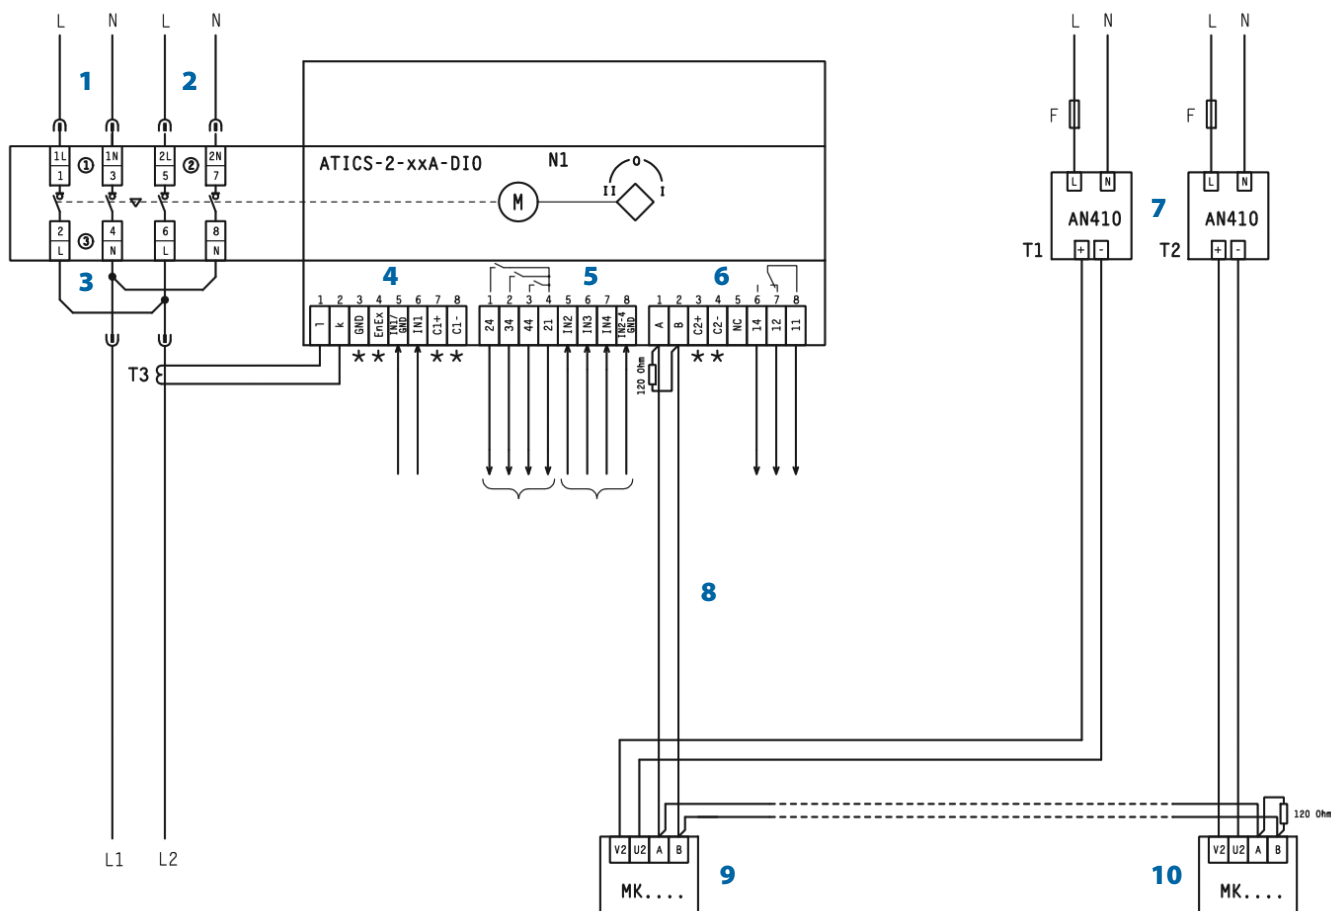 L N L N L N L N
1 2
F F
1L 1N 2L 2N
① ②
1 3 5 7
ATICS-2-xxA-DIO N1
O
II I
M
L N L N
7
AN410 AN410
2 4 6 8
③
L N L N
T1 + - T2 + -
3 4 5 6
1 2 3 4 5 6 7 8 1 2 3 4 5 6 7 8 1 2 3 4 5 6 7 8
l k GND EnEx IN1/GND IN1 C1+ C1- 24 34 44 21 IN2 IN3 IN4 IN2-4 GND A B C2+ C2- NC 14 12 11
* * * * * *
T3
120 Ohm
8
120 Ohm
L1 L2
V2 U2 A B V2 U2 A B
9 10
MK.... MK....